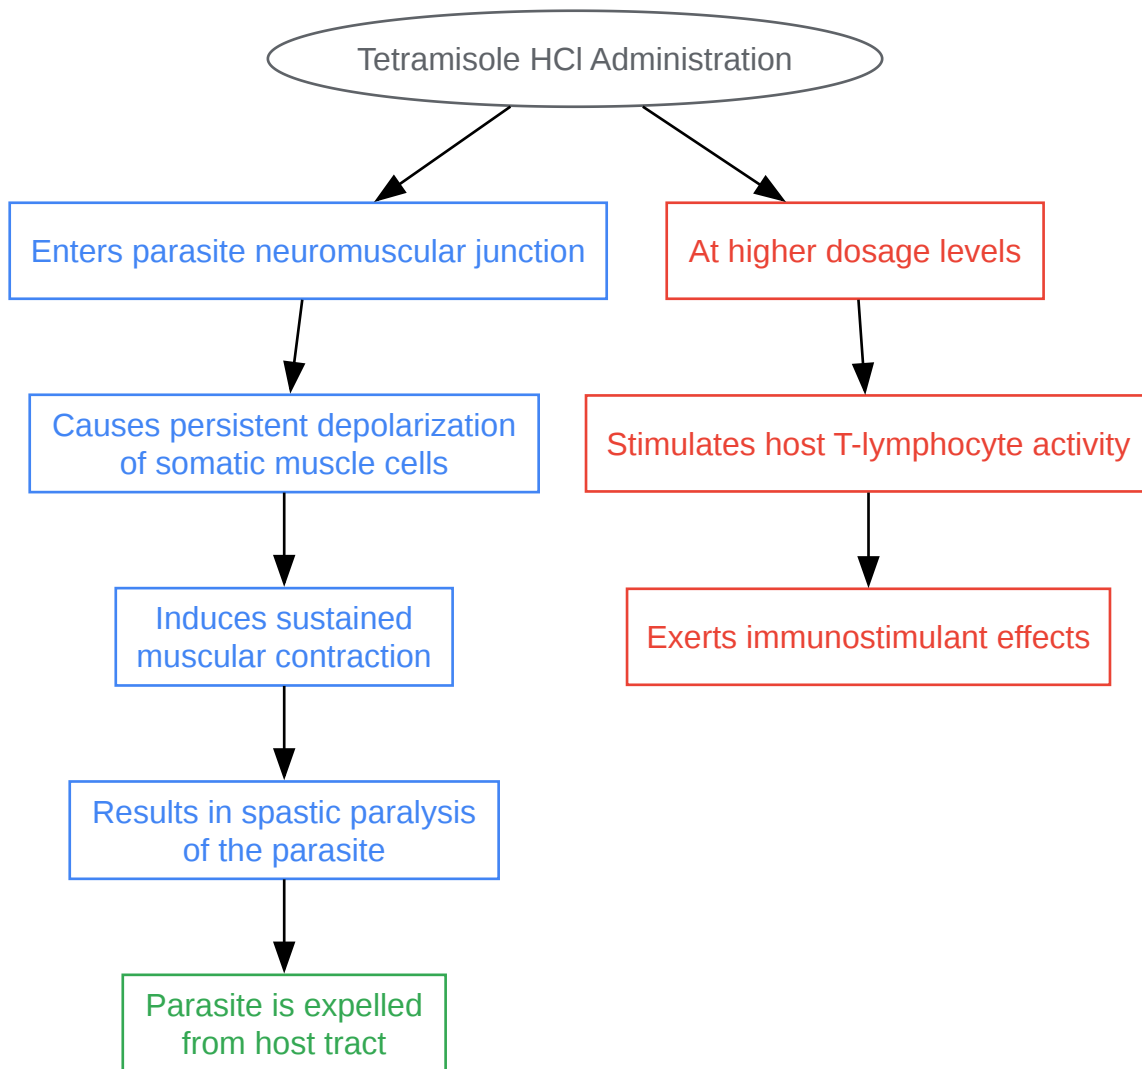 Tetramisole HCl Administration
Enters parasite neuromuscular junction
At higher dosage levels
Causes persistent depolarization
of somatic muscle cells
Stimulates host T-lymphocyte activity
Induces sustained
muscular contraction
Exerts immunostimulant effects
Results in spastic paralysis
of the parasite
Parasite is expelled
from host tract